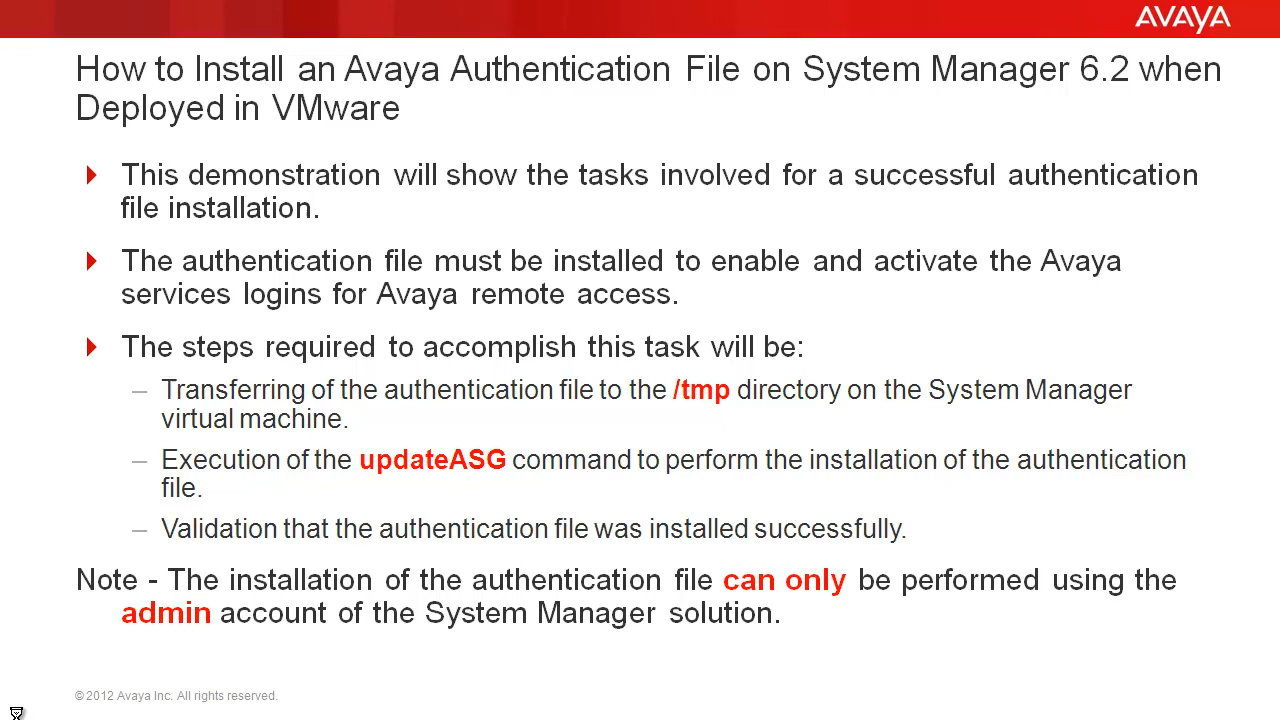 AVAYA
How to Install an Avaya Authentication File on System Manager 6.2 when
Deployed in VMware
This demonstration will show the tasks involved for a successful authentication
file installation.
The authentication file must be installed to enable and activate the Avaya
services logins for Avaya remote access.
The steps required to accomplish this task will be:
– Transferring of the authentication file to the /tmp directory on the System Manager
virtual machine.
– Execution of the updateASG command to perform the installation of the authentication
file.
– Validation that the authentication file was installed successfully.
Note - The installation of the authentication file can only be performed using the
admin account of the System Manager solution.
© 2012 Avaya Inc. All rights reserved.